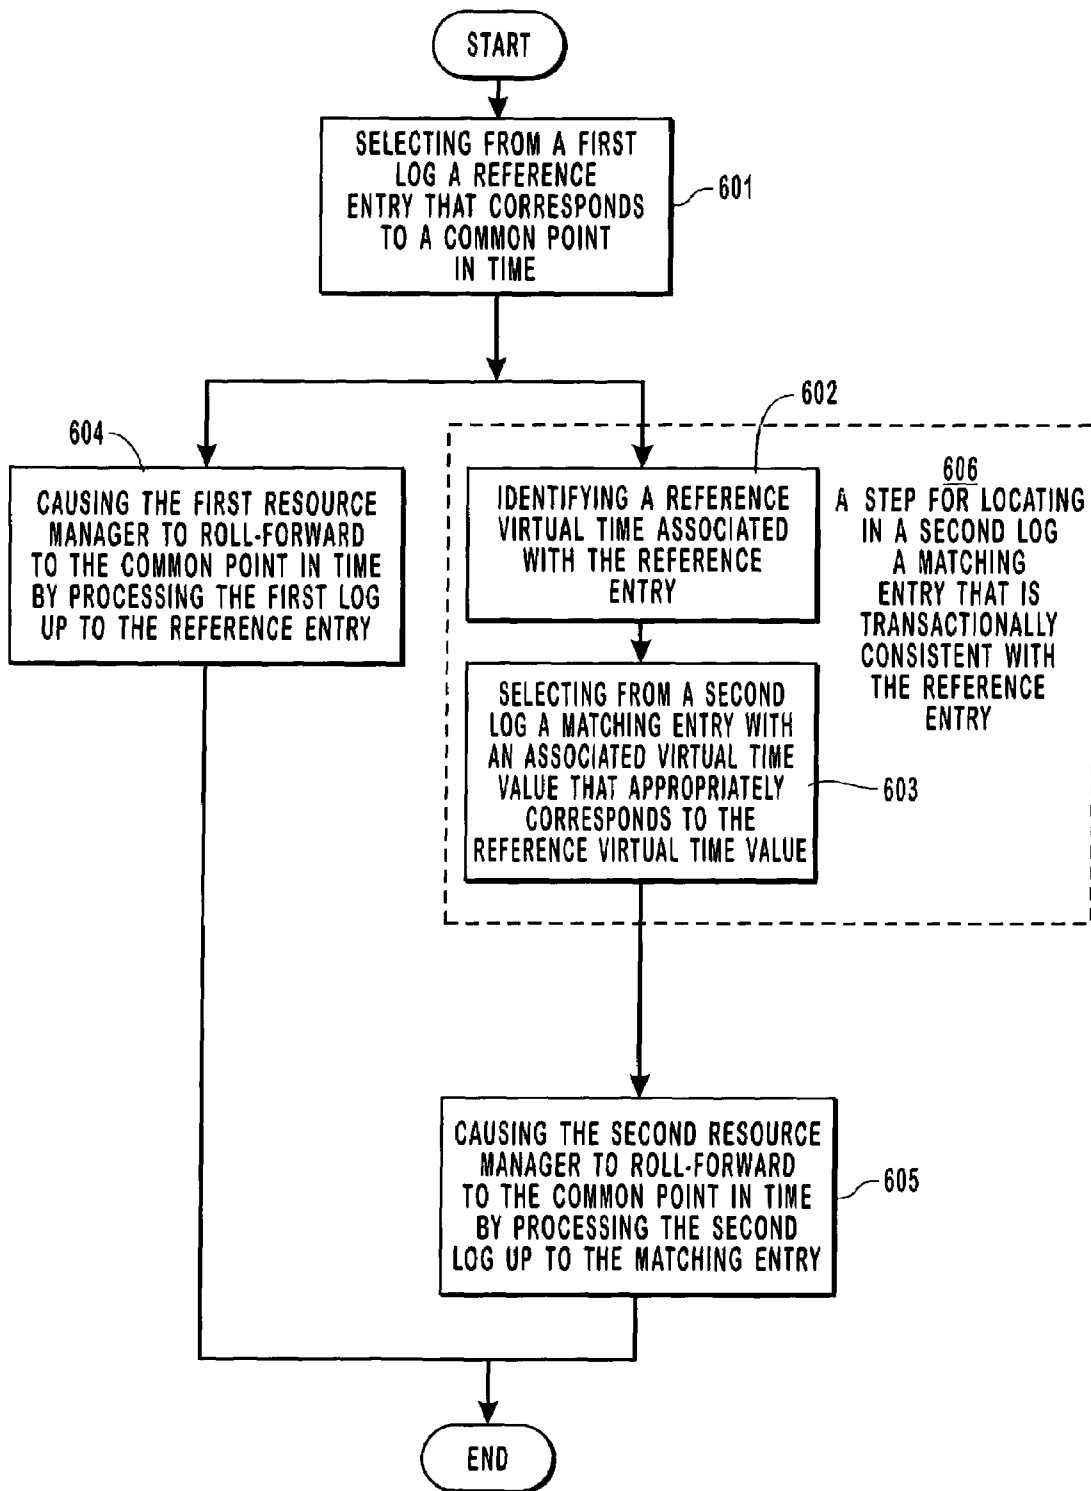 START
SELECTING FROM A FIRST
LOG A REFERENCE
ENTRY THAT CORRESPONDS
TO A COMMON POINT
IN TIME
601
604
CAUSING THE FIRST RESOURCE
MANAGER TO ROLL-FORWARD
TO THE COMMON POINT IN TIME
BY PROCESSING THE FIRST LOG
UP TO THE REFERENCE ENTRY
602
IDENTIFYING A REFERENCE
VIRTUAL TIME ASSOCIATED
WITH THE REFERENCE
ENTRY
606
A STEP FOR LOCATING
IN A SECOND LOG
A MATCHING
ENTRY THAT IS
TRANSACTIONALLY
CONSISTENT WITH
THE REFERENCE
ENTRY
SELECTING FROM A SECOND
LOG A MATCHING ENTRY WITH
AN ASSOCIATED VIRTUAL TIME
VALUE THAT APPROPRIATELY
CORRESPONDS TO THE
REFERENCE VIRTUAL TIME VALUE
603
CAUSING THE SECOND RESOURCE
MANAGER TO ROLL-FORWARD
TO THE COMMON POINT IN TIME
BY PROCESSING THE SECOND
LOG UP TO THE MATCHING ENTRY
605
END